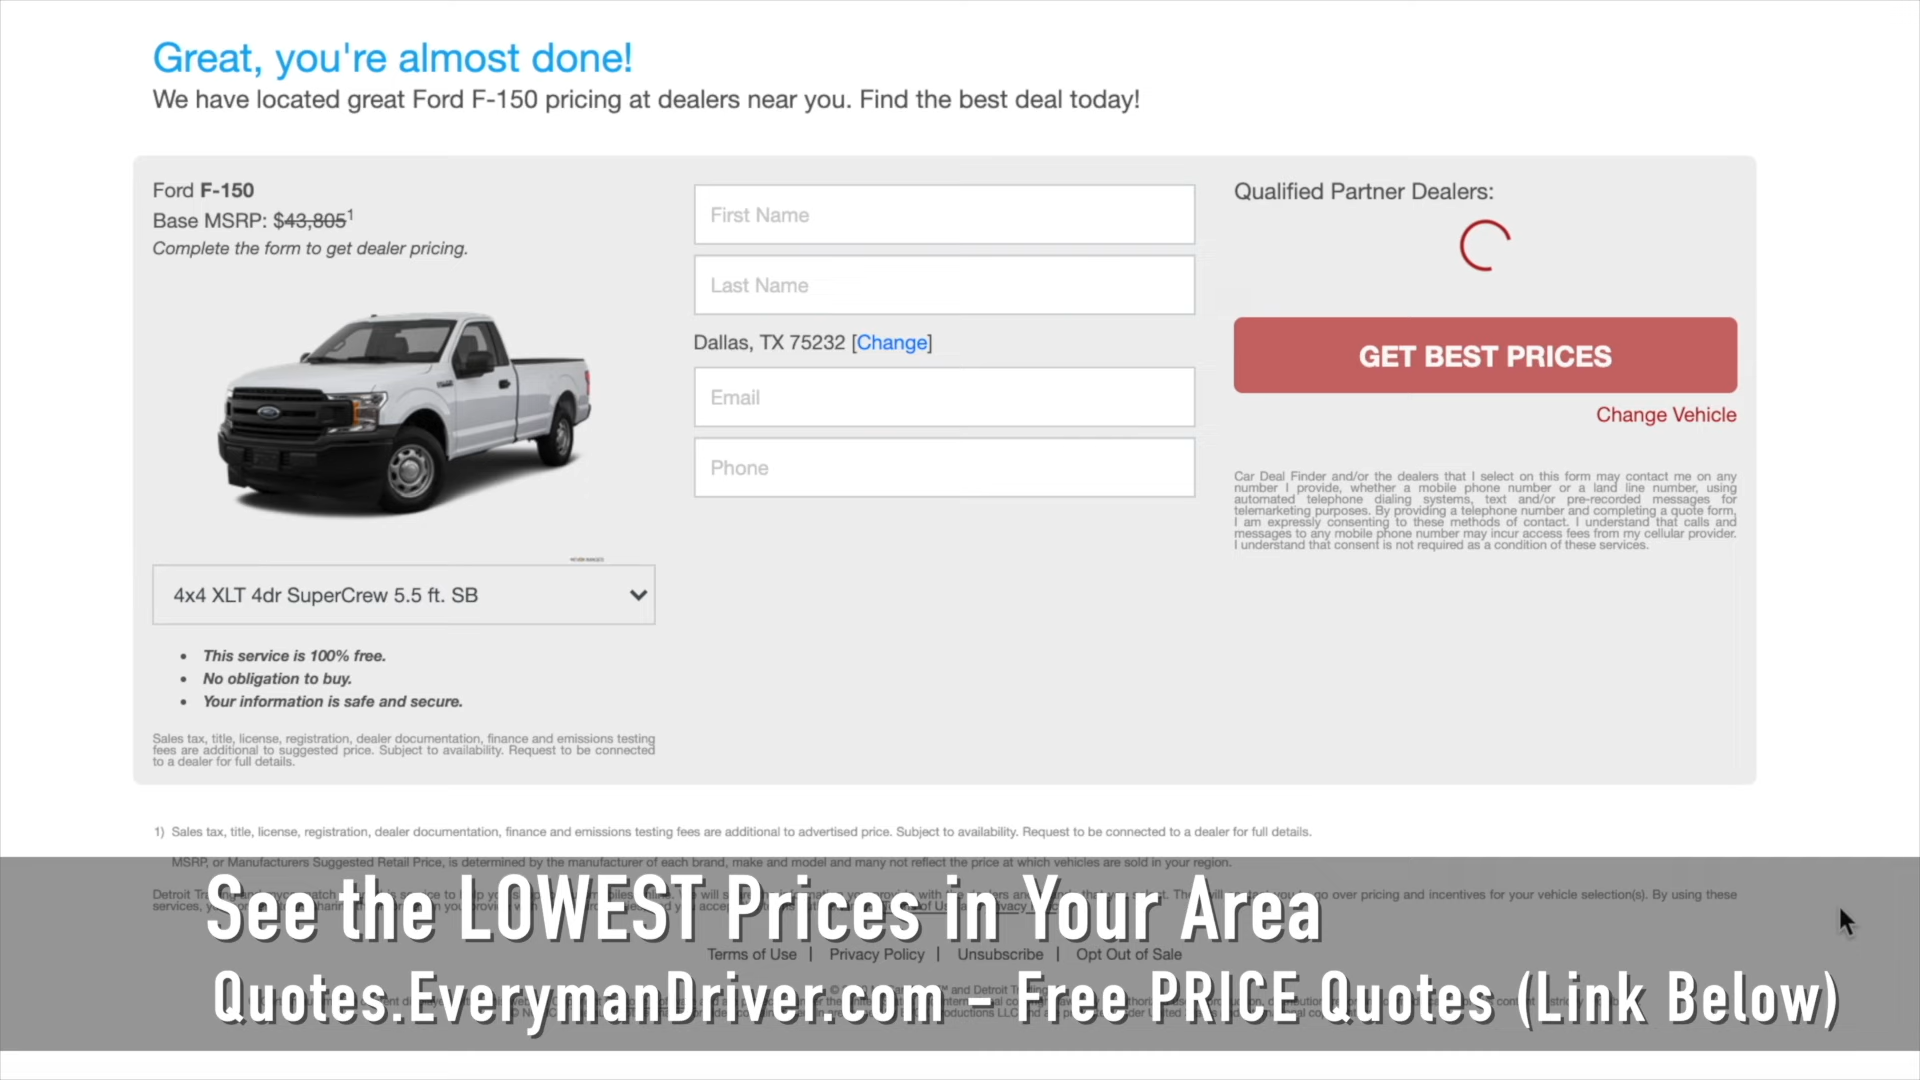 Great, you're almost done!
We have located great Ford F-150 pricing at dealers near you. Find the best deal today!
Ford F-150
Base MSRP: $43,805¹
Complete the form to get dealer pricing.
4x4 XLT 4dr SuperCrew 5.5 ft. SB
This service is 100% free.
No obligation to buy.
Your information is safe and secure.
Sales tax, title, license, registration, dealer documentation, finance and emissions testing
fees are additional to suggested price. Subject to availability. Request to be connected
to a dealer for full details.
First Name
Last Name
Dallas, TX 75232 [Change]
Email
Phone
Qualified Partner Dealers:
GET BEST PRICES
Change Vehicle
Car Deal Finder and/or the dealers that I select on this form may contact me on any
number I provide, whether a mobile phone number or a land line number, using
automated telephone dialing systems, text and/or pre-recorded messages for
telemarketing purposes. By providing a telephone number and completing a quote form,
I am expressly consenting to these methods of contact. I understand that calls and
messages to any mobile phone number may incur access fees from my cellular provider.
I understand that consent is not required as a condition of these services.
1) Sales tax, title, license, registration, dealer documentation, finance and emissions testing fees are additional to advertised price. Subject to availability. Request to be connected to a dealer for full details.
MSRP, or Manufacturers Suggested Retail Price, is determined by the manufacturer of each brand, make and model and many not reflect the price at which vehicles are sold in your region.
go over pricing and incentives for your vehicle selection(s). By using these
services,
See the LOWEST Prices in Your Area
Terms of Use | Privacy Policy | Unsubscribe | Opt Out of Sale
Quotes.EverymanDriver.com - Free PRICE Quotes (Link Below)